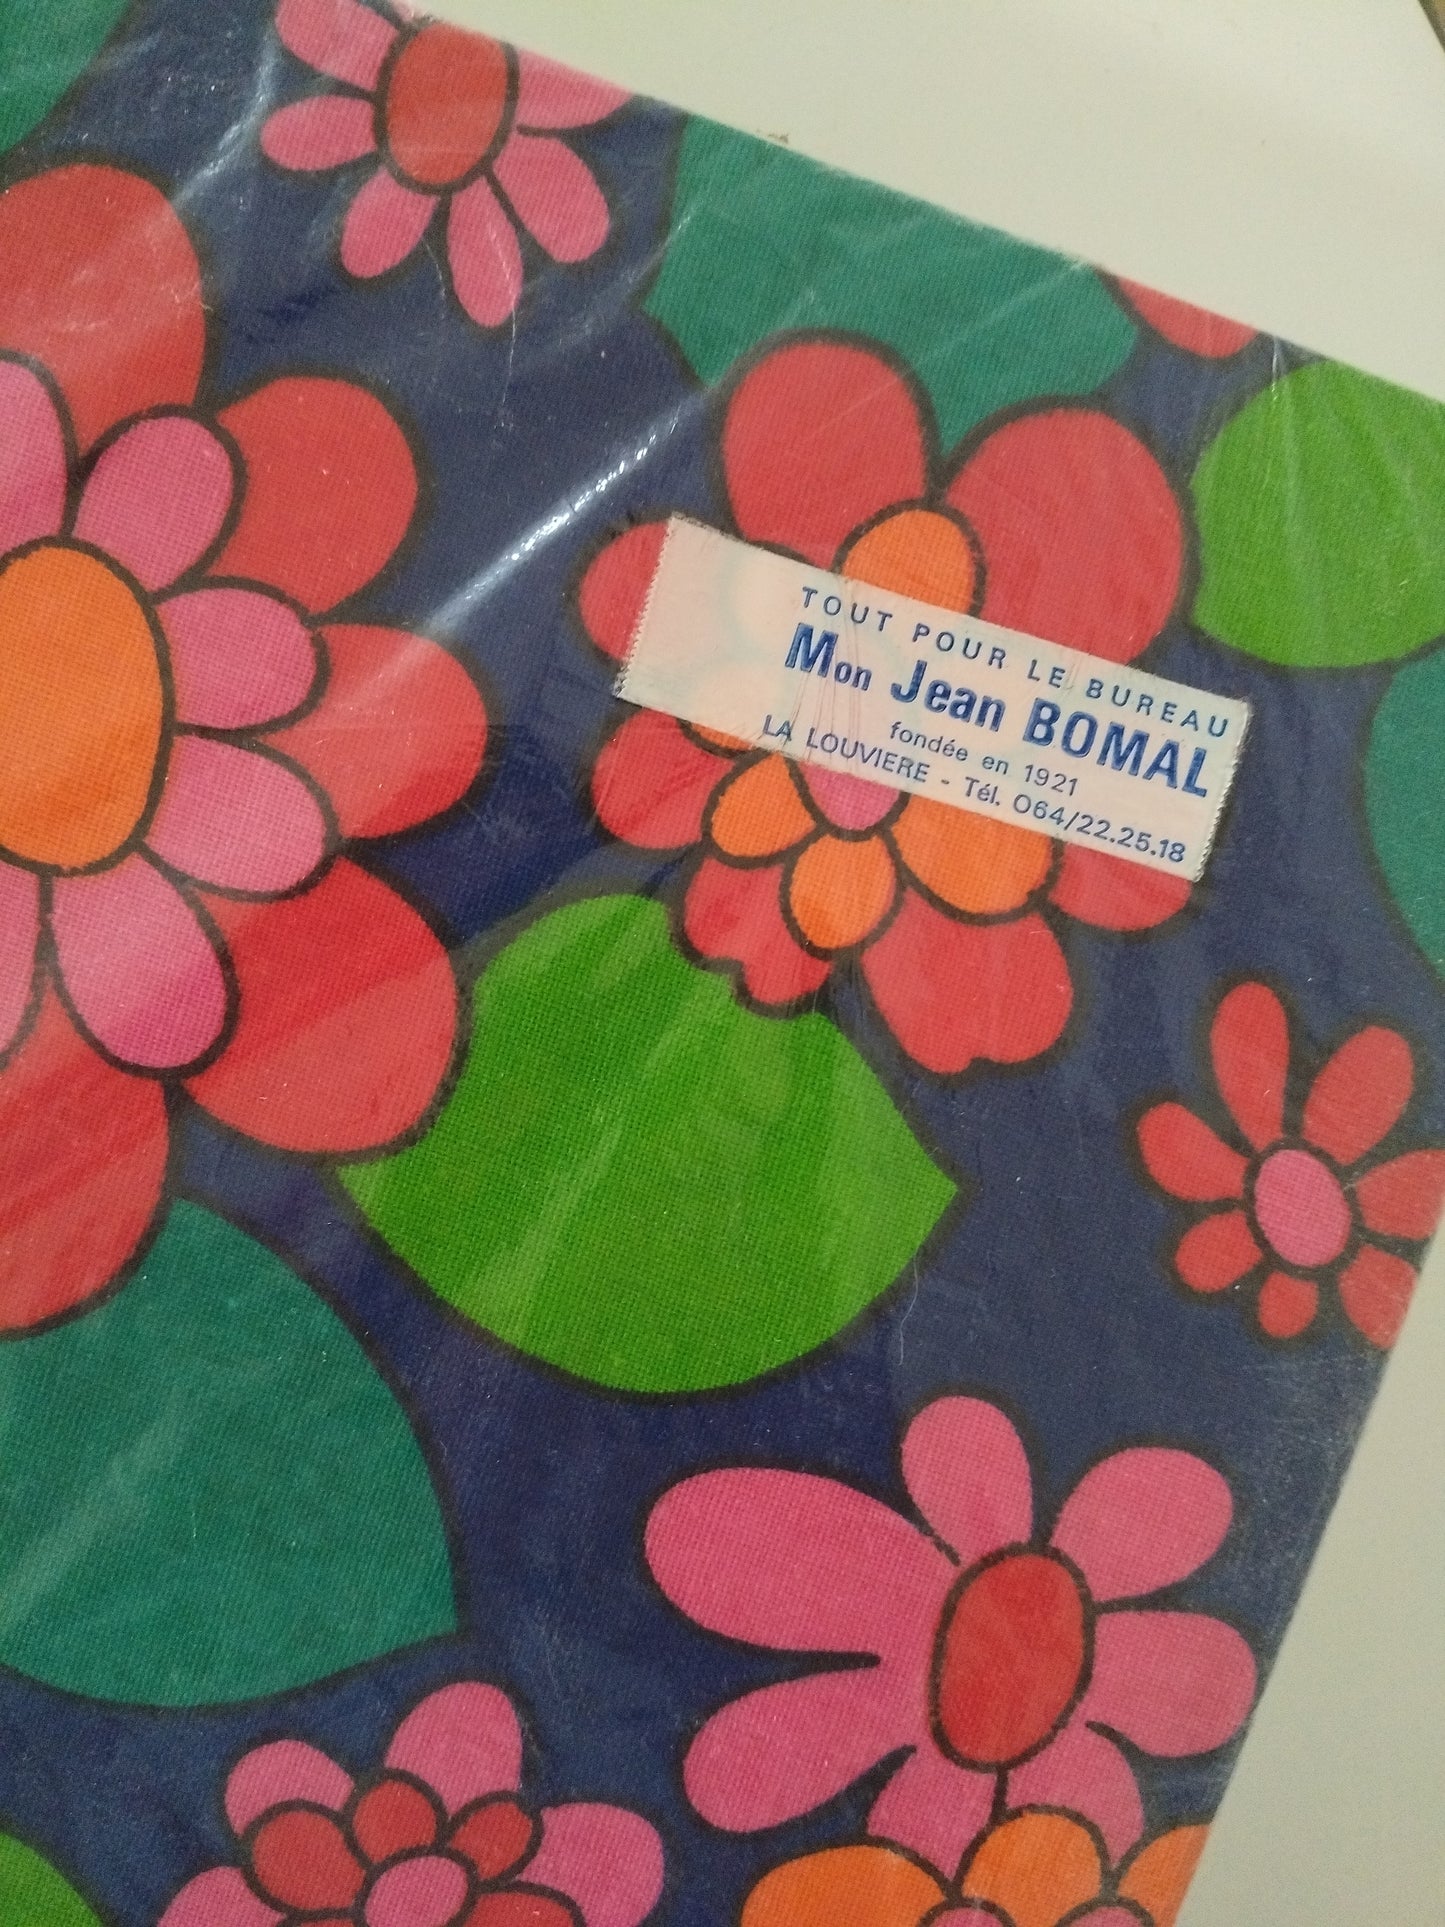 TOUT POUR LE BUREAU
Mon Jean BOMAL
fondée en 1921
LA LOUVIERE - Tél. 064/22.25.18